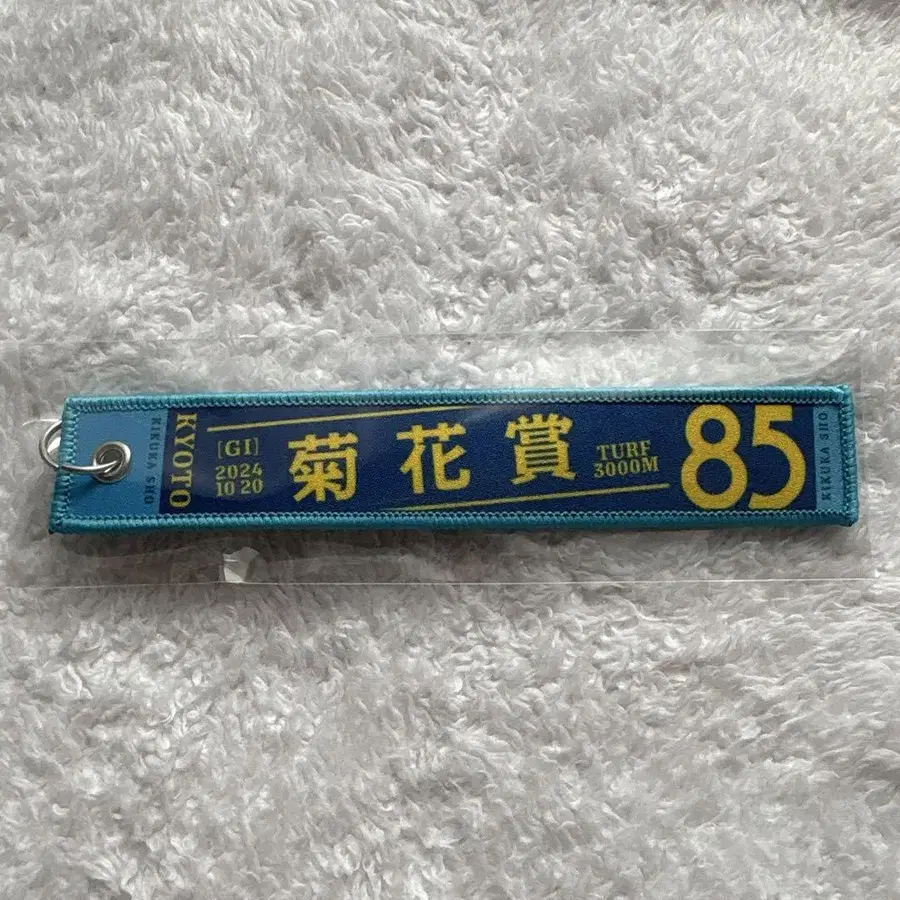 KIKUKA SHO
KYOTO
[GI]
2024
10 20
菊花賞
TURF
3000M
85
KIKUKA SHO